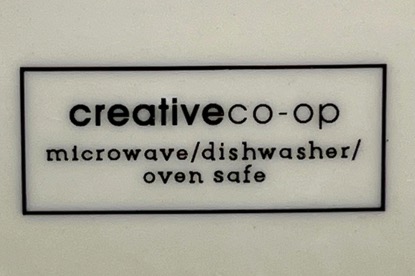 creativeco-op
microwave/dishwasher/
oven safe